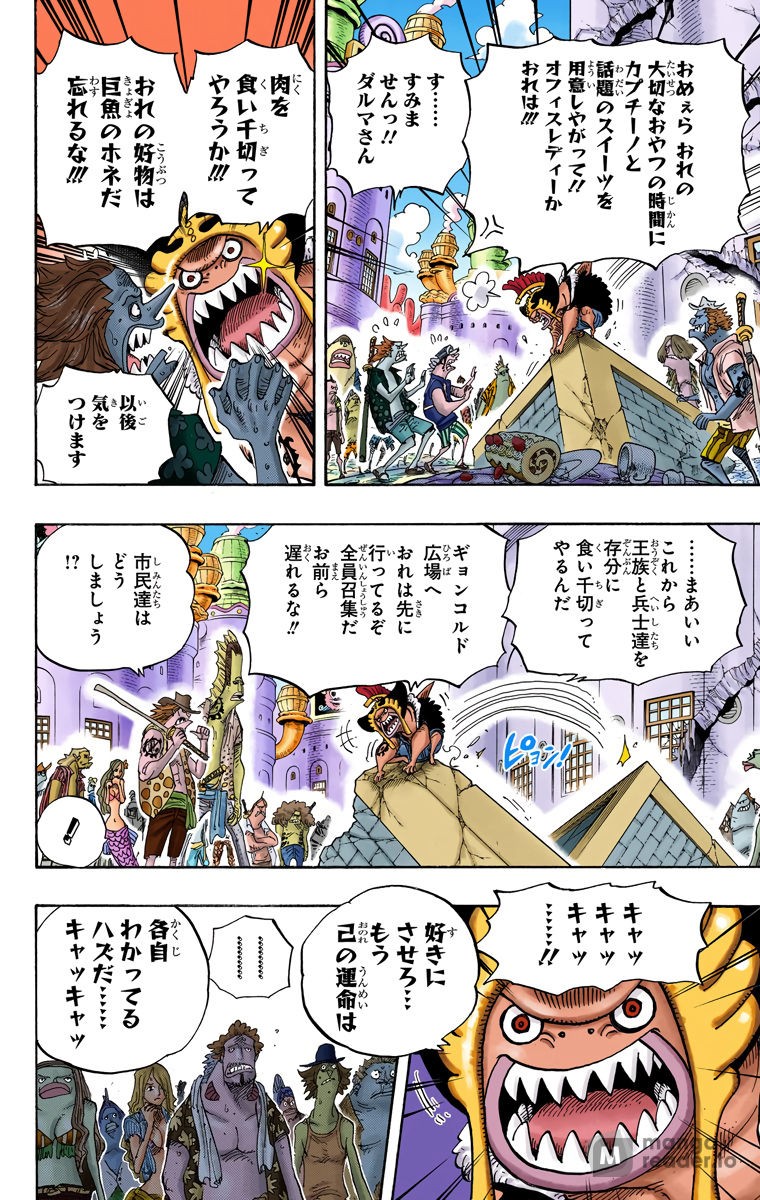 おめェら おれの
大切なおやつの時間に
カプチーノと
話題のスイーツを
用意しやがって!!
オフィスレディーか
おれは!!!
す……
すみま
せんっ!!
ダルマさん
肉を
食い千切って
やろうか!!!
おれの好物は
巨魚のホネだ
忘れるな!!!
以後
気を
つけます
……まあいい
これから
王族と兵士達を
存分に
食い千切って
やるんだ
ギョンコルド
広場へ
おれは先に
行ってるぞ
全員召集だ
お前ら
遅れるな!!
ピョン!
市民達は
どう
しましょう
!?
……!
キャッ
キャッ
キャッ
……!!
好きに
させろ…
もう
己の運命は
……
各自
わかってる
ハズだ……
キャッキャッ
manga
reader.to